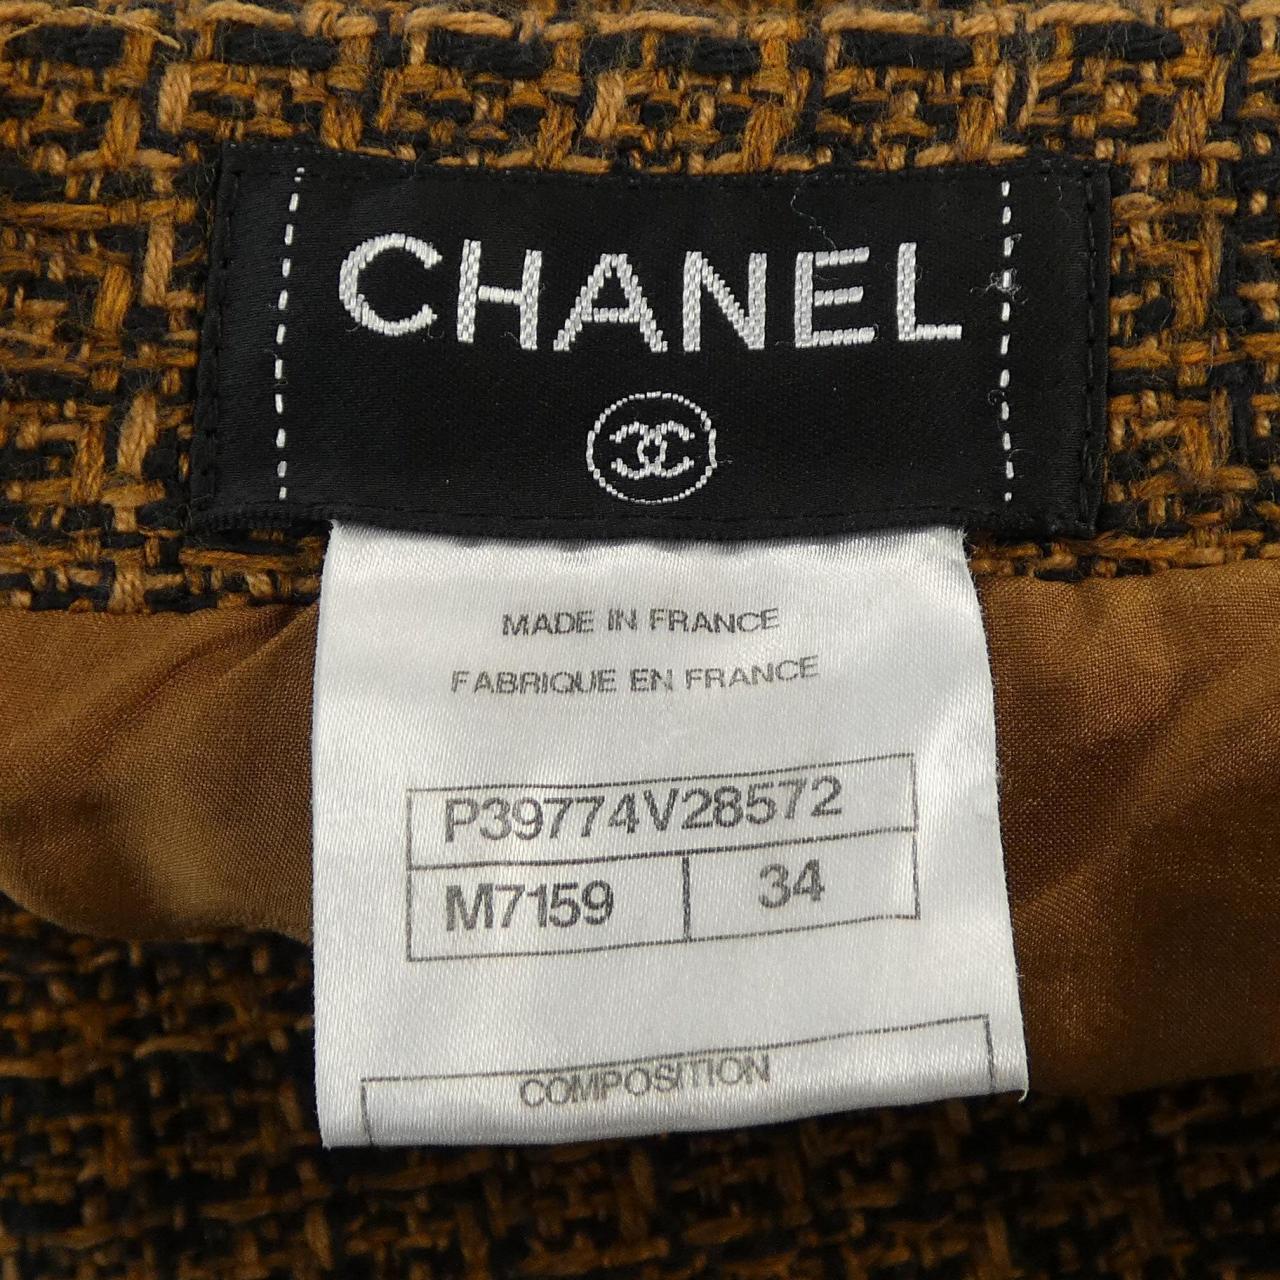 CHANEL
MADE IN FRANCE
FABRIQUE EN FRANCE
P39774V28572
M7159 34
COMPOSITION